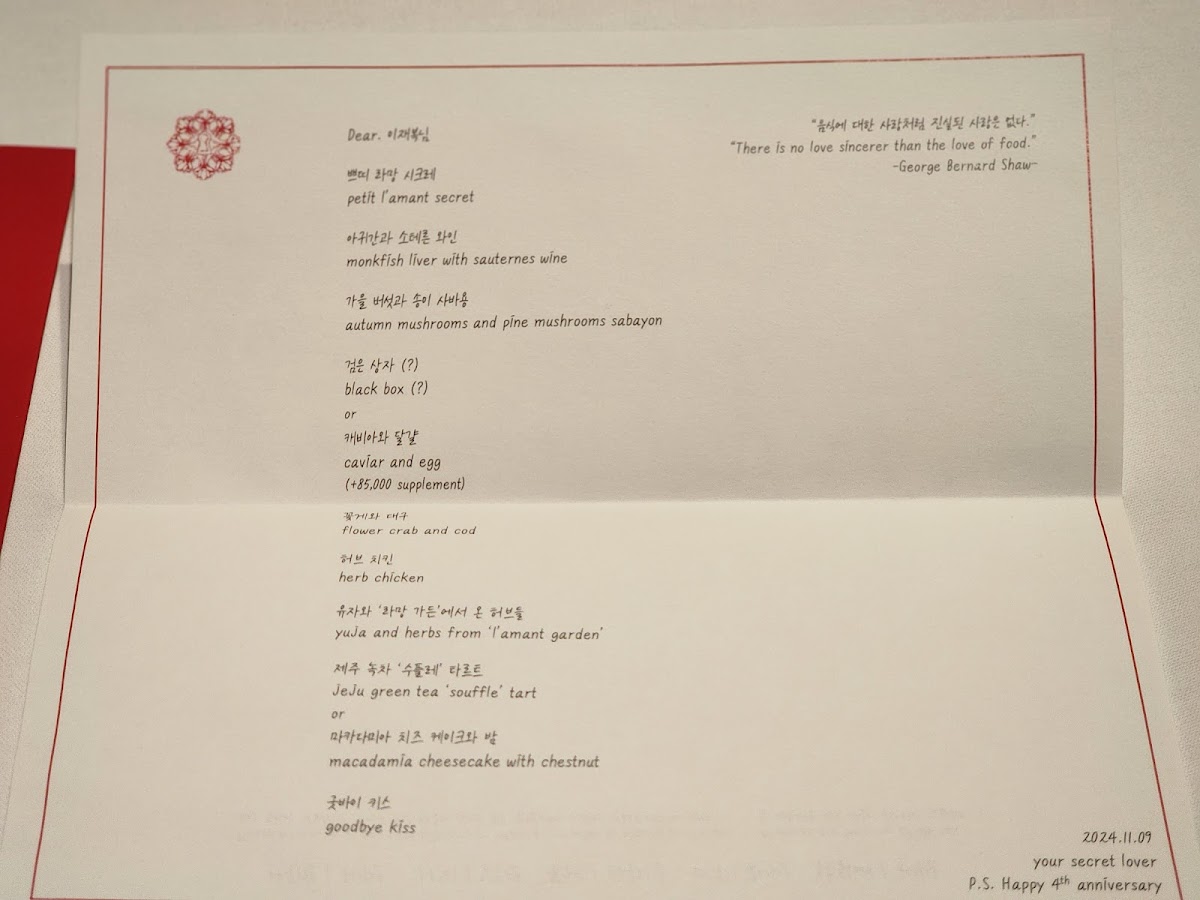 Dear. 이재복님
"음식에 대한 사랑처럼 진실된 사랑은 없다."
"There is no love sincerer than the love of food."
-George Bernard Shaw-
쁘띠 라망 시크레
petit l'amant secret
아귀간과 소테른 와인
monkfish liver with sauternes wine
가을 버섯과 송이 사바용
autumn mushrooms and pine mushrooms sabayon
검은 상자 (?)
black box (?)
or
캐비아와 달걀
caviar and egg
(+85,000 supplement)
꽃게와 대구
flower crab and cod
허브 치킨
herb chicken
유자와 '라망 가든'에서 온 허브들
yuja and herbs from 'l'amant garden'
제주 녹차 '수플레' 타르트
JeJu green tea 'souffle' tart
or
마카다미아 치즈 케이크와 밤
macadamia cheesecake with chestnut
굿바이 키스
goodbye kiss
2024.11.09
your secret lover
P.S. Happy 4th anniversary